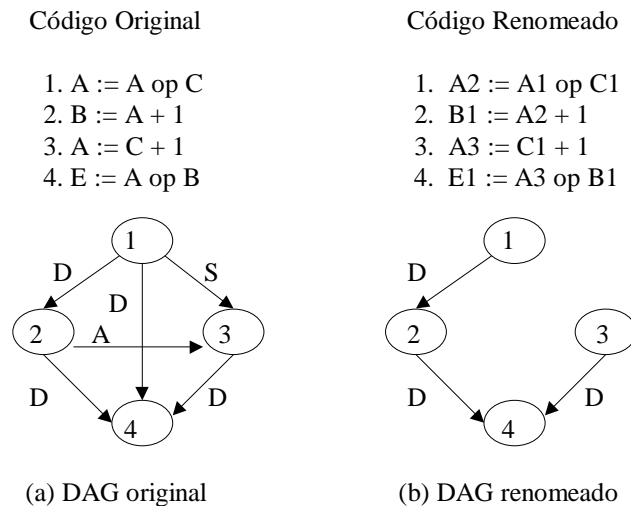 Código Original
Código Renomeado
1. A := A op C
2. B := A + 1
3. A := C + 1
4. E := A op B
1. A2 := A1 op C1
2. B1 := A2 + 1
3. A3 := C1 + 1
4. E1 := A3 op B1
1
D
D
S
2
A
3
D
D
4
1
D
2
3
D
D
4
(a) DAG original
(b) DAG renomeado